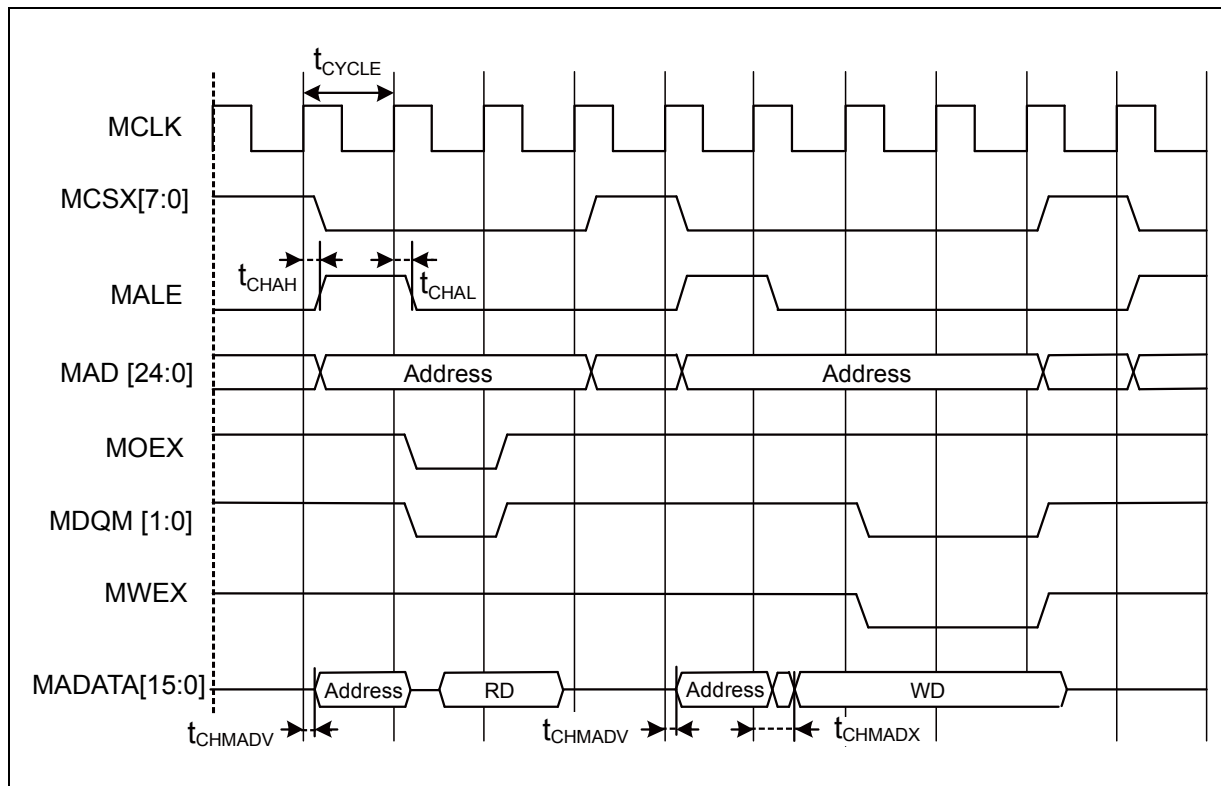 tCYCLE
MCLK
MCSX[7:0]
tCHAH
tCHAL
MALE
MAD [24:0]
Address
Address
MOEX
MDQM [1:0]
MWEX
MADATA[15:0]
Address
RD
Address
WD
tCHMADV
tCHMADV
tCHMADX